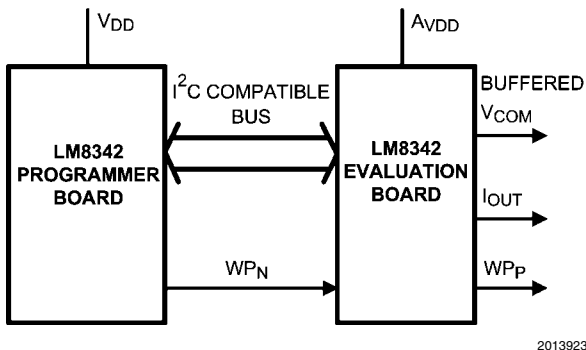 VDD
AVDD
I2C COMPATIBLE
BUS
BUFFERED
VCOM
LM8342
PROGRAMMER
BOARD
LM8342
EVALUATION
BOARD
IOUT
WPN
WPP
2013923